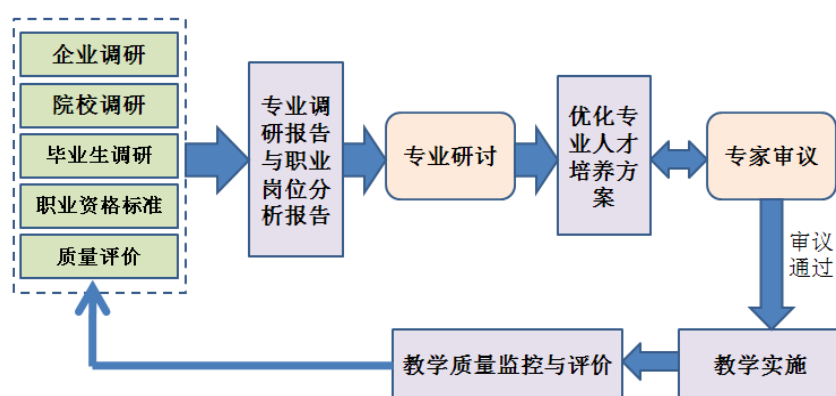 企业调研
院校调研
毕业生调研
职业资格标准
质量评价
专业调
研报告
与职业
岗位分
析报告
专业研讨
优化专
业人才
培养方
案
专家审议
审议
通过
教学质量监控与评价
教学实施